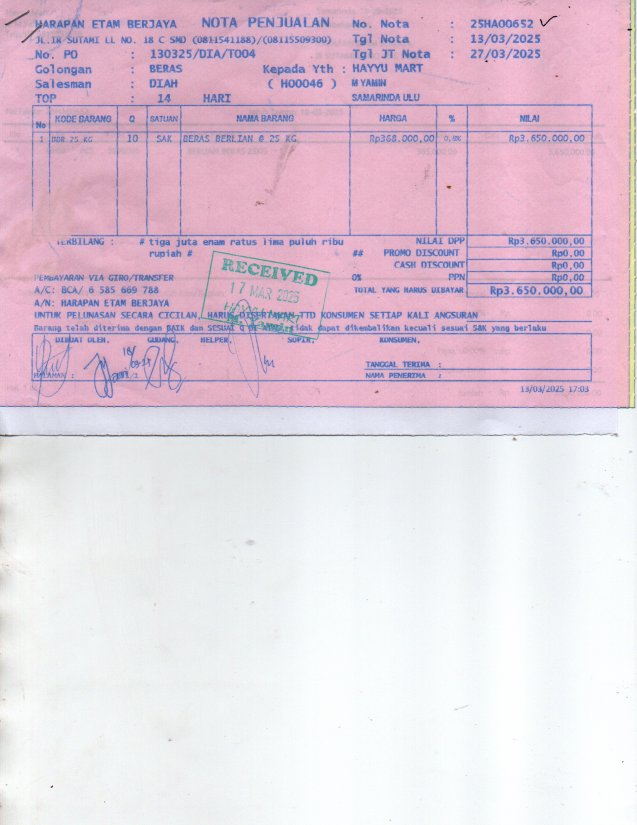 HARAPAN ETAM BERJAYA NOTA PENJUALAN No. Nota : 25HA00652
JL.IR SUTAMI LL NO. 18 C SMD (0811541188)/(08115509300) Tgl Nota : 13/03/2025
No. PO : 130325/DIA/T004 Tgl JT Nota : 27/03/2025
Golongan : BERAS Kepada Yth : HAYYU MART
Salesman : DIAH ( H00046 ) M YAMIN
TOP : 14 HARI SAMARINDA ULU
No KODE BARANG Q SATUAN NAMA BARANG HARGA % NILAI
1 BBR 25 KG 10 SAK BERAS BERLIAN @ 25 KG Rp368.000,00 Rp3.650.000,00
TERBILANG : # tiga juta enam ratus lima puluh ribu NILAI DPP Rp3.650.000,00
rupiah # ## PROMO DISCOUNT Rp0,00
CASH DISCOUNT Rp0,00
PEMBAYARAN VIA GIRO/TRANSFER 0% PPN Rp0,00
A/C: BCA/ 6 585 669 788 TOTAL YANG HARUS DIBAYAR Rp3.650.000,00
A/N: HARAPAN ETAM BERJAYA
RECEIVED
17 MAR 2025
UNTUK PELUNASAN SECARA CICILAN, HARUS DISERTAKAN TTD KONSUMEN SETIAP KALI ANGSURAN
Barang telah diterima dengan BAIK dan SESUAI tidak dapat dikembalikan kecuali sesuai S&K yang berlaku
DIBUAT OLEH, GUDANG, HELPER, SOPIR, KONSUMEN,
TANGGAL TERIMA :
HALAMAN : 1/1 NAMA PENERIMA :
13/03/2025 17:03